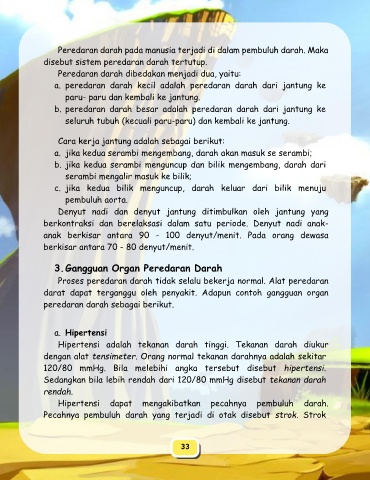 Peredaran darah pada manusia terjadi di dalam pembuluh darah. Maka
disebut sistem peredaran darah tertutup.
Peredaran darah dibedakan menjadi dua, yaitu:
a. peredaran darah kecil adalah peredaran darah dari jantung ke
paru- paru dan kembali ke jantung.
b. peredaran darah besar adalah peredaran darah dari jantung ke
seluruh tubuh (kecuali paru-paru) dan kembali ke jantung.
Cara kerja jantung adalah sebagai berikut:
a. jika kedua serambi mengembang, darah akan masuk se serambi;
b. jika kedua serambi menguncup dan bilik mengembang, darah dari
serambi mengalir masuk ke bilik;
c. jika kedua bilik menguncup, darah keluar dari bilik menuju
pembuluh aorta.
Denyut nadi dan denyut jantung ditimbulkan oleh jantung yang
berkontraksi dan berelaksasi dalam satu periode. Denyut nadi anak-
anak berkisar antara 90 - 100 denyut/menit. Pada orang dewasa
berkisar antara 70 - 80 denyut/menit.
3. Gangguan Organ Peredaran Darah
Proses peredaran darah tidak selalu bekerja normal. Alat peredaran
darat dapat terganggu oleh penyakit. Adapun contoh gangguan organ
peredaran darah sebagai berikut.
a. Hipertensi
Hipertensi adalah tekanan darah tinggi. Tekanan darah diukur
dengan alat tensimeter. Orang normal tekanan darahnya adalah sekitar
120/80 mmHg. Bila melebihi angka tersebut disebut hipertensi.
Sedangkan bila lebih rendah dari 120/80 mmHg disebut tekanan darah
rendah.
Hipertensi dapat mengakibatkan pecahnya pembuluh darah.
Pecahnya pembuluh darah yang terjadi di otak disebut strok. Strok
33